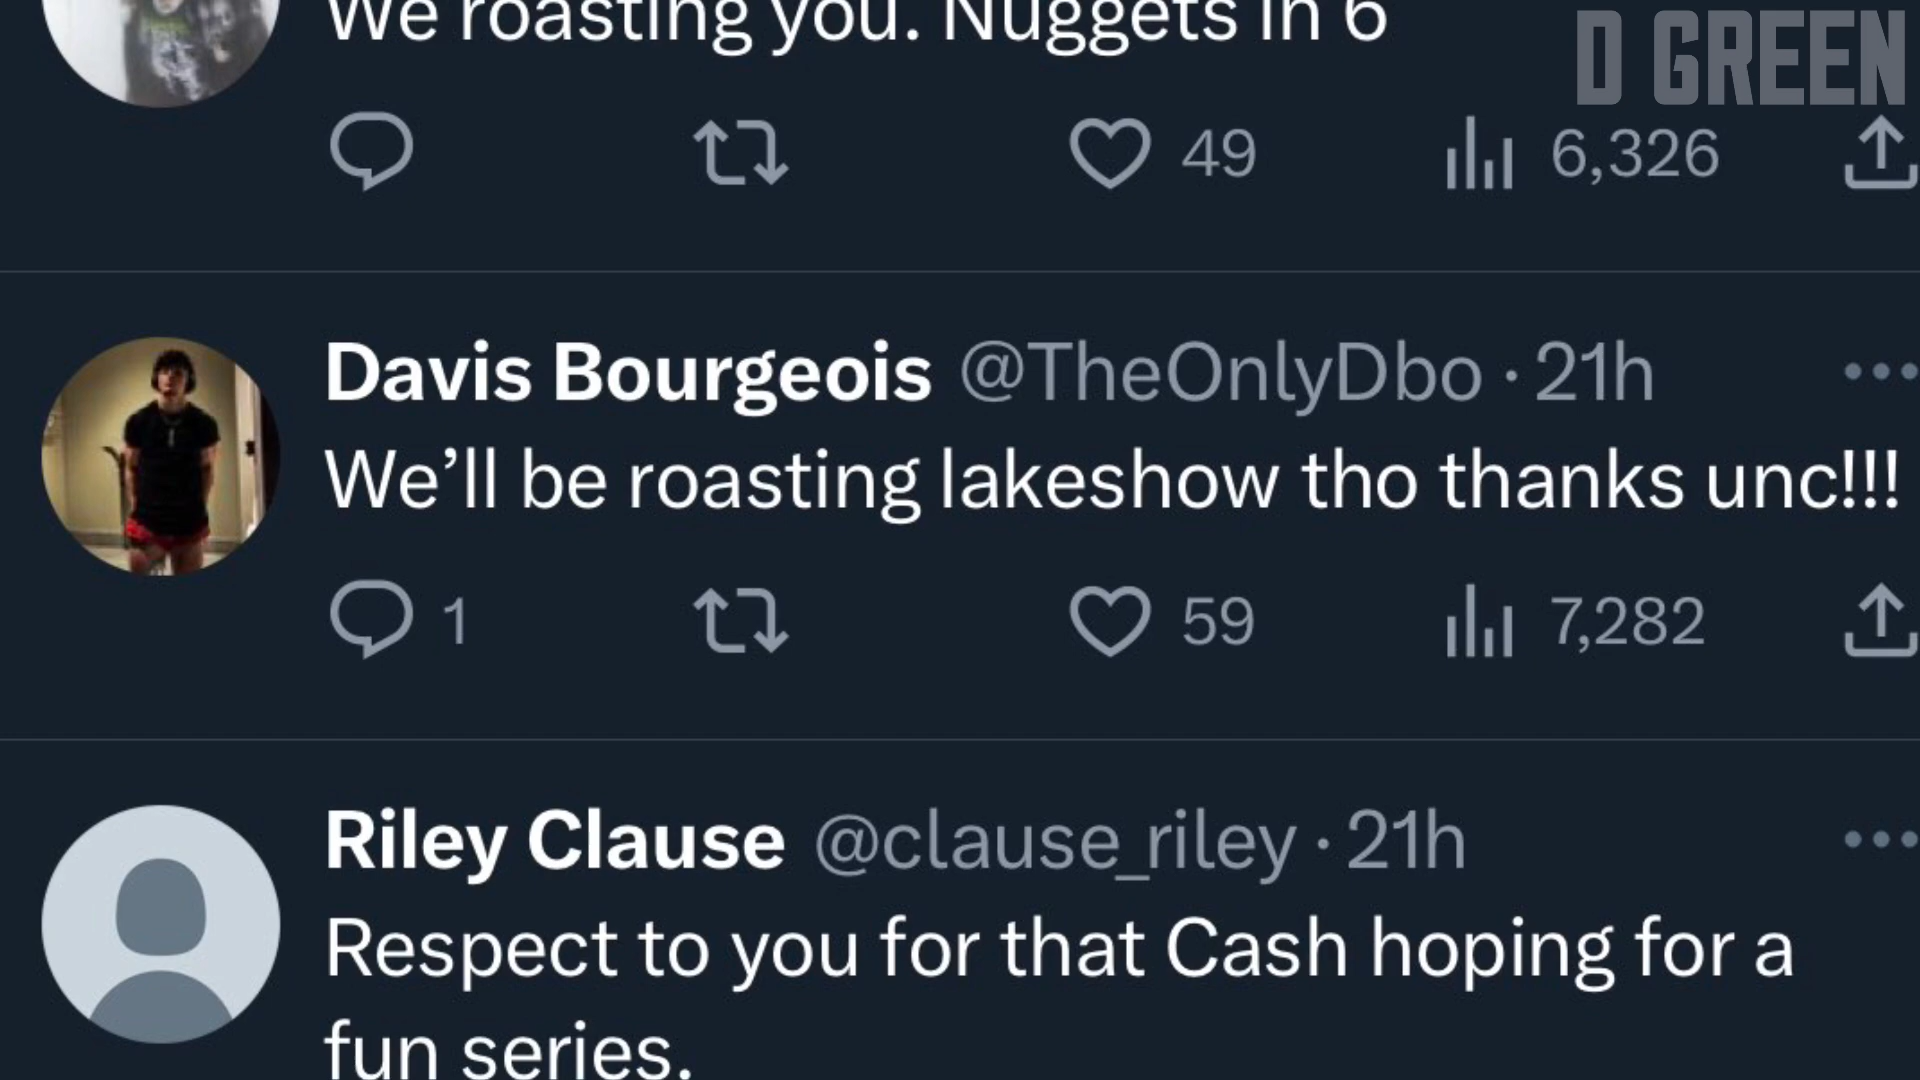 We roasting you. Nuggets in 6
D GREEN
49 6,326
Davis Bourgeois @TheOnlyDbo · 21h
We’ll be roasting lakeshow tho thanks unc!!!
1 59 7,282
Riley Clause @clause_riley · 21h
Respect to you for that Cash hoping for a
fun series.